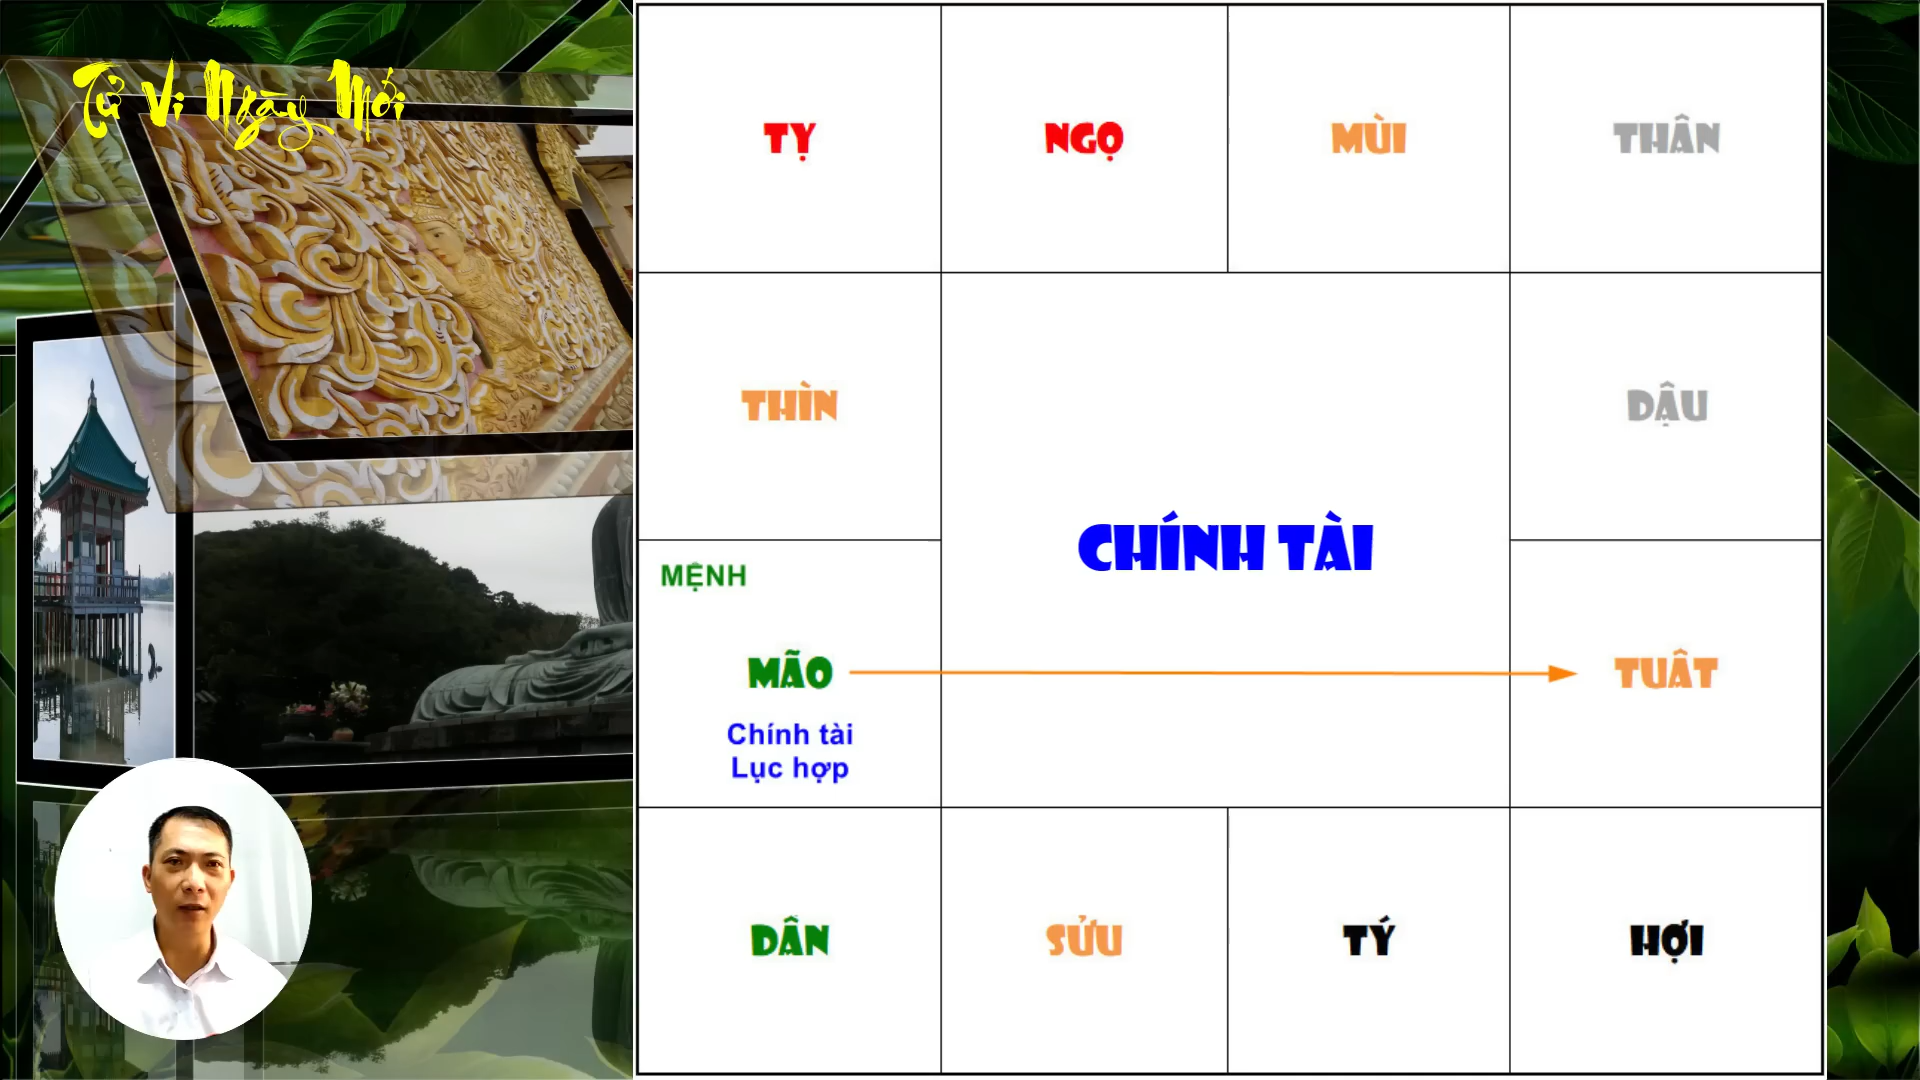 Tử Vi Ngày Mới
TỴ
NGỌ
MÙI
THÂN
THÌN
DẬU
CHÍNH TÀI
MỆNH
MÃO
TUẤT
Chính tài
Lục hợp
DẦN
SỬU
TÝ
HỢI